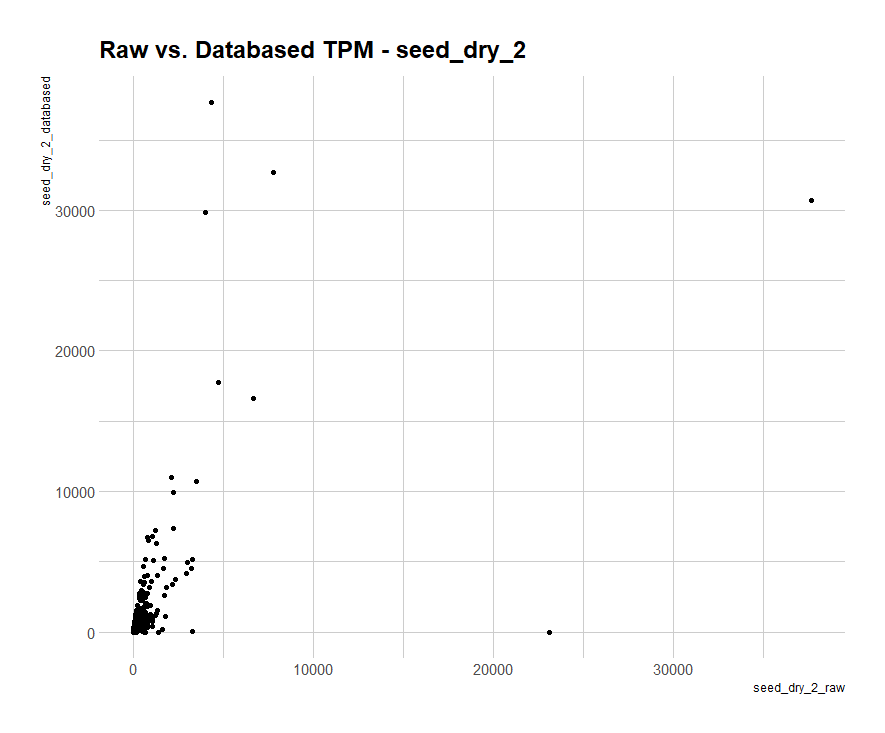 Raw vs. Databased TPM - seed_dry_2
seed_dry_2_databased
30000
20000
10000
0
0 10000 20000 30000
seed_dry_2_raw